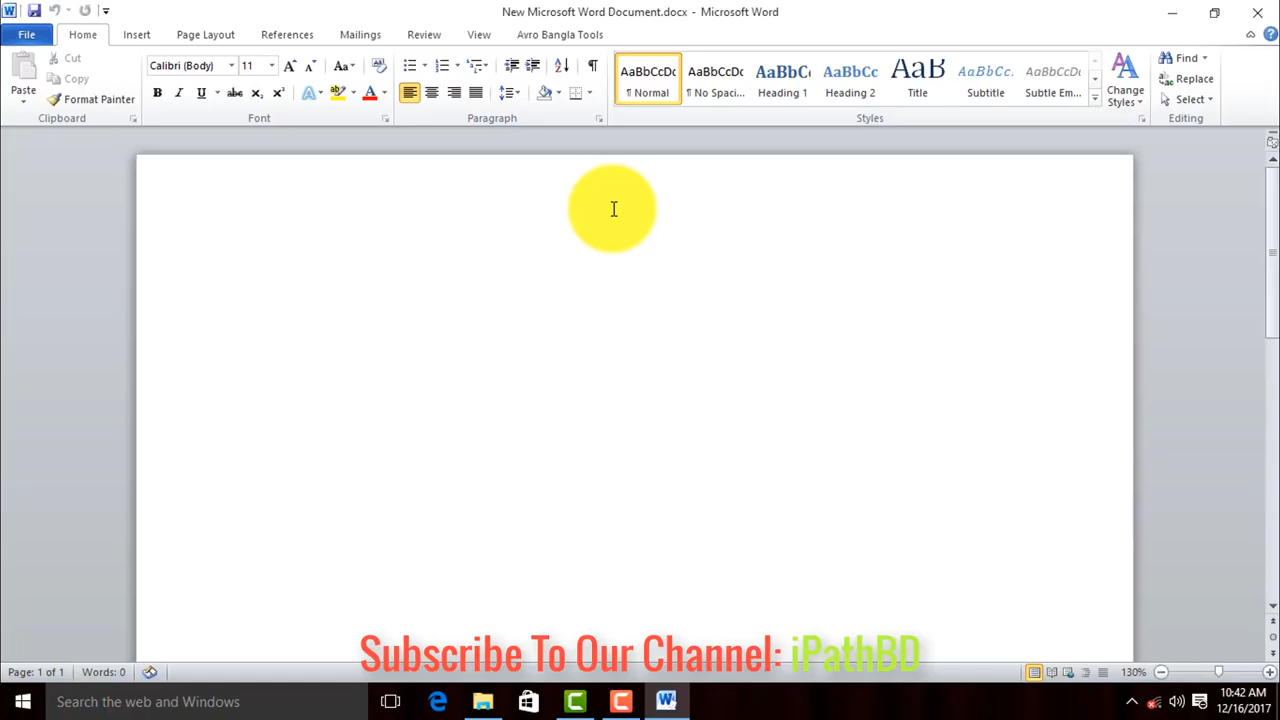 New Microsoft Word Document.docx - Microsoft Word
File Home Insert Page Layout References Mailings Review View Avro Bangla Tools
Paste
Cut
Copy
Format Painter
Clipboard
Calibri (Body) 11
Font
Paragraph
AaBbCcDc AaBbCcDc AaBbC AaBbCc AaB AaBbCc. AaBbCcDc
¶ Normal ¶ No Spaci... Heading 1 Heading 2 Title Subtitle Subtle Em...
Change
Styles
Styles
Find
Replace
Select
Editing
Subscribe To Our Channel: iPathBD
Page: 1 of 1 Words: 0 130%
Search the web and Windows
10:42 AM
12/16/2017